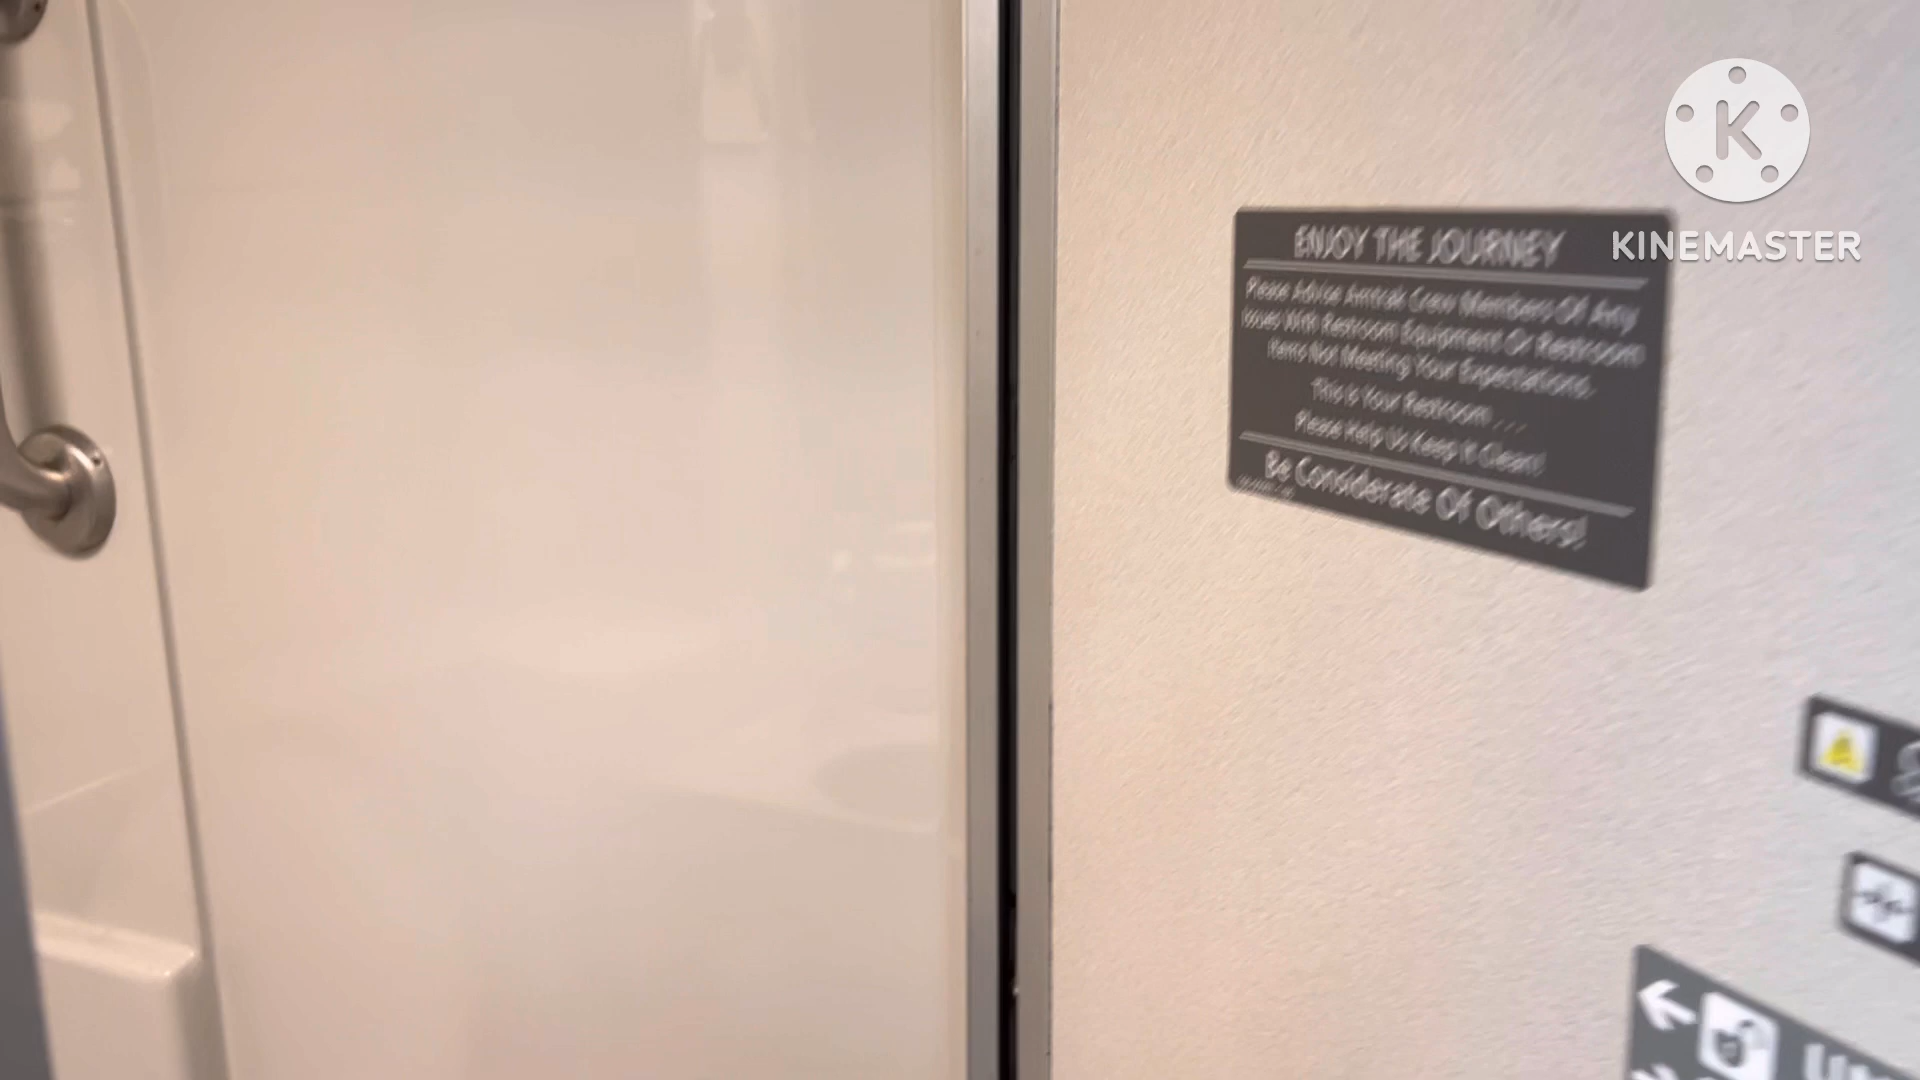 K
KINEMASTER
ENJOY THE JOURNEY
Please Advise Amtrak Crew Members Of Any
Issues With Restroom Equipment Or Restroom
Items Not Meeting Your Expectations.
This is Your Restroom . . .
Please Help Us Keep it Clean!
Be Considerate Of Others!